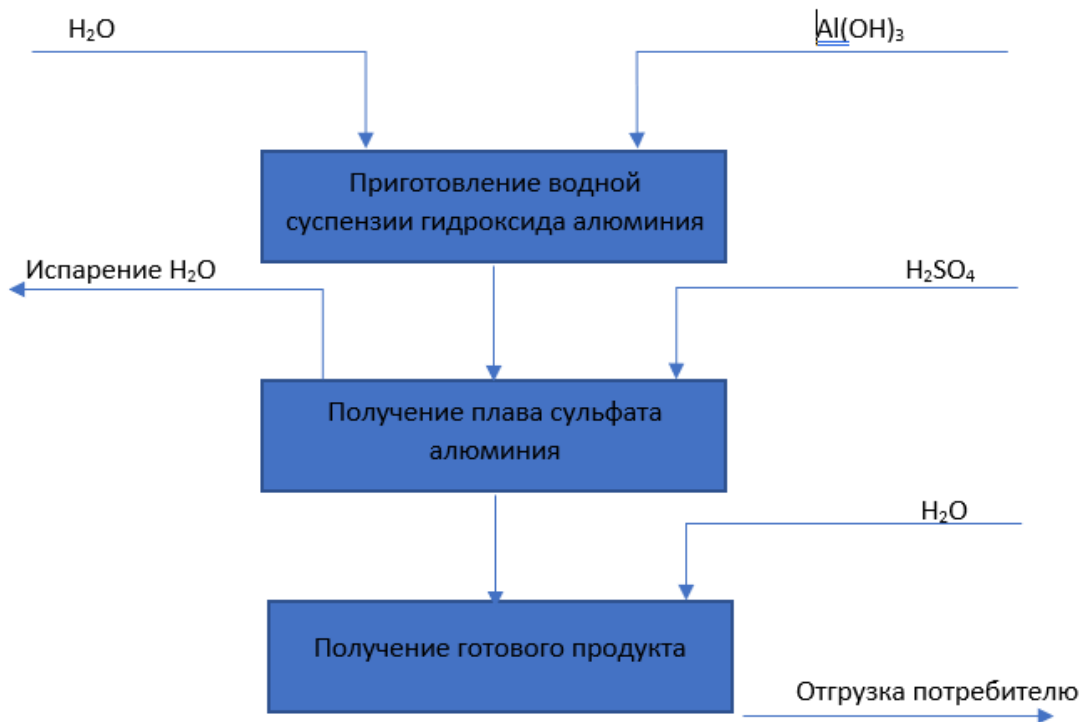 H₂O
Al(OH)₃
Приготовление водной
суспензии гидроксида алюминия
Испарение H₂O
H₂SO₄
Получение плава сульфата
алюминия
H₂O
Получение готового продукта
Отгрузка потребителю